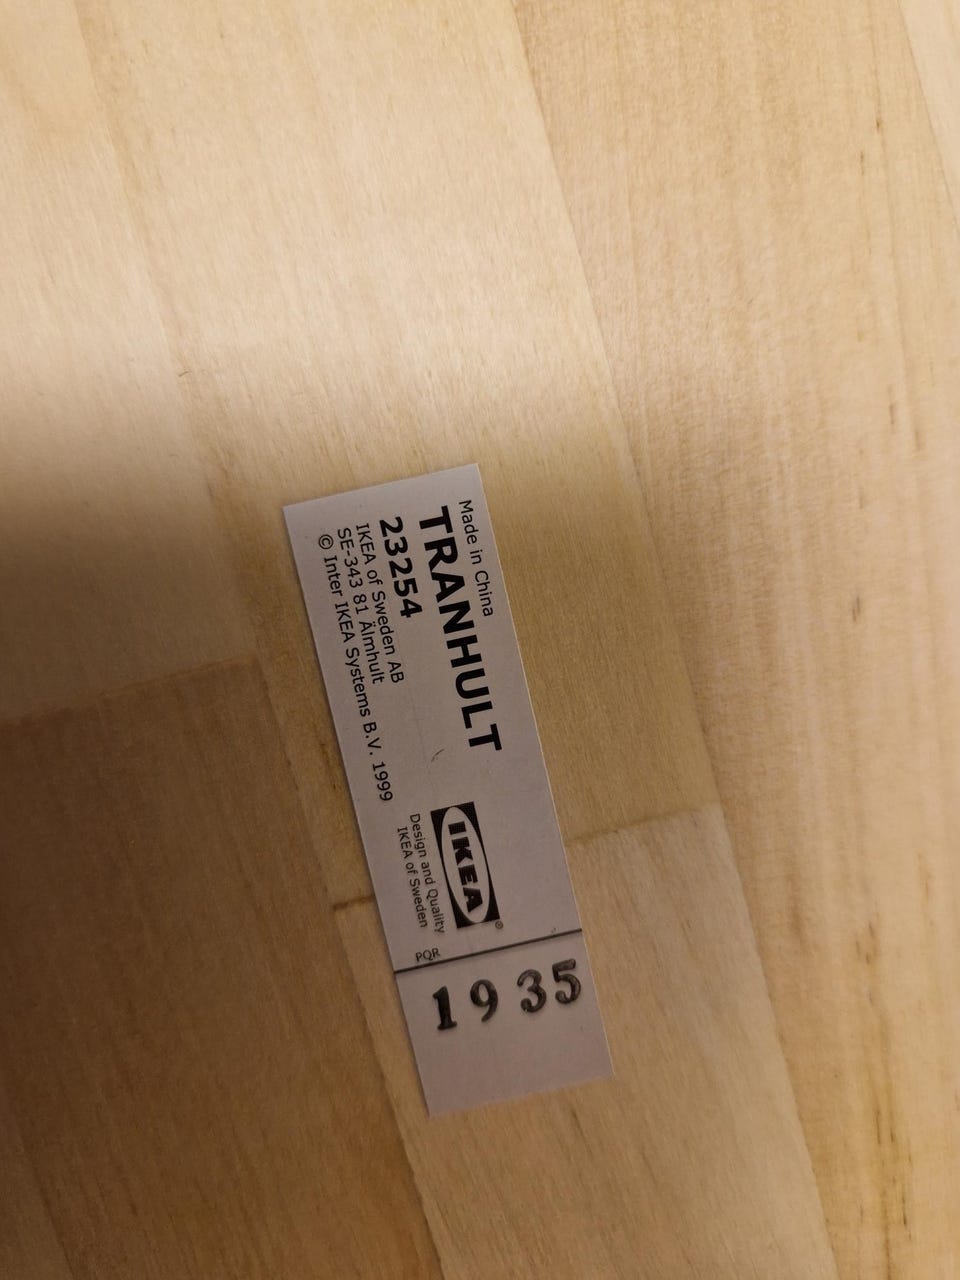 Made in China
TRANHULT
23254
IKEA of Sweden AB
SE-343 81 Älmhult
© Inter IKEA Systems B.V. 1999
IKEA®
Design and Quality
IKEA of Sweden
PQR
1935